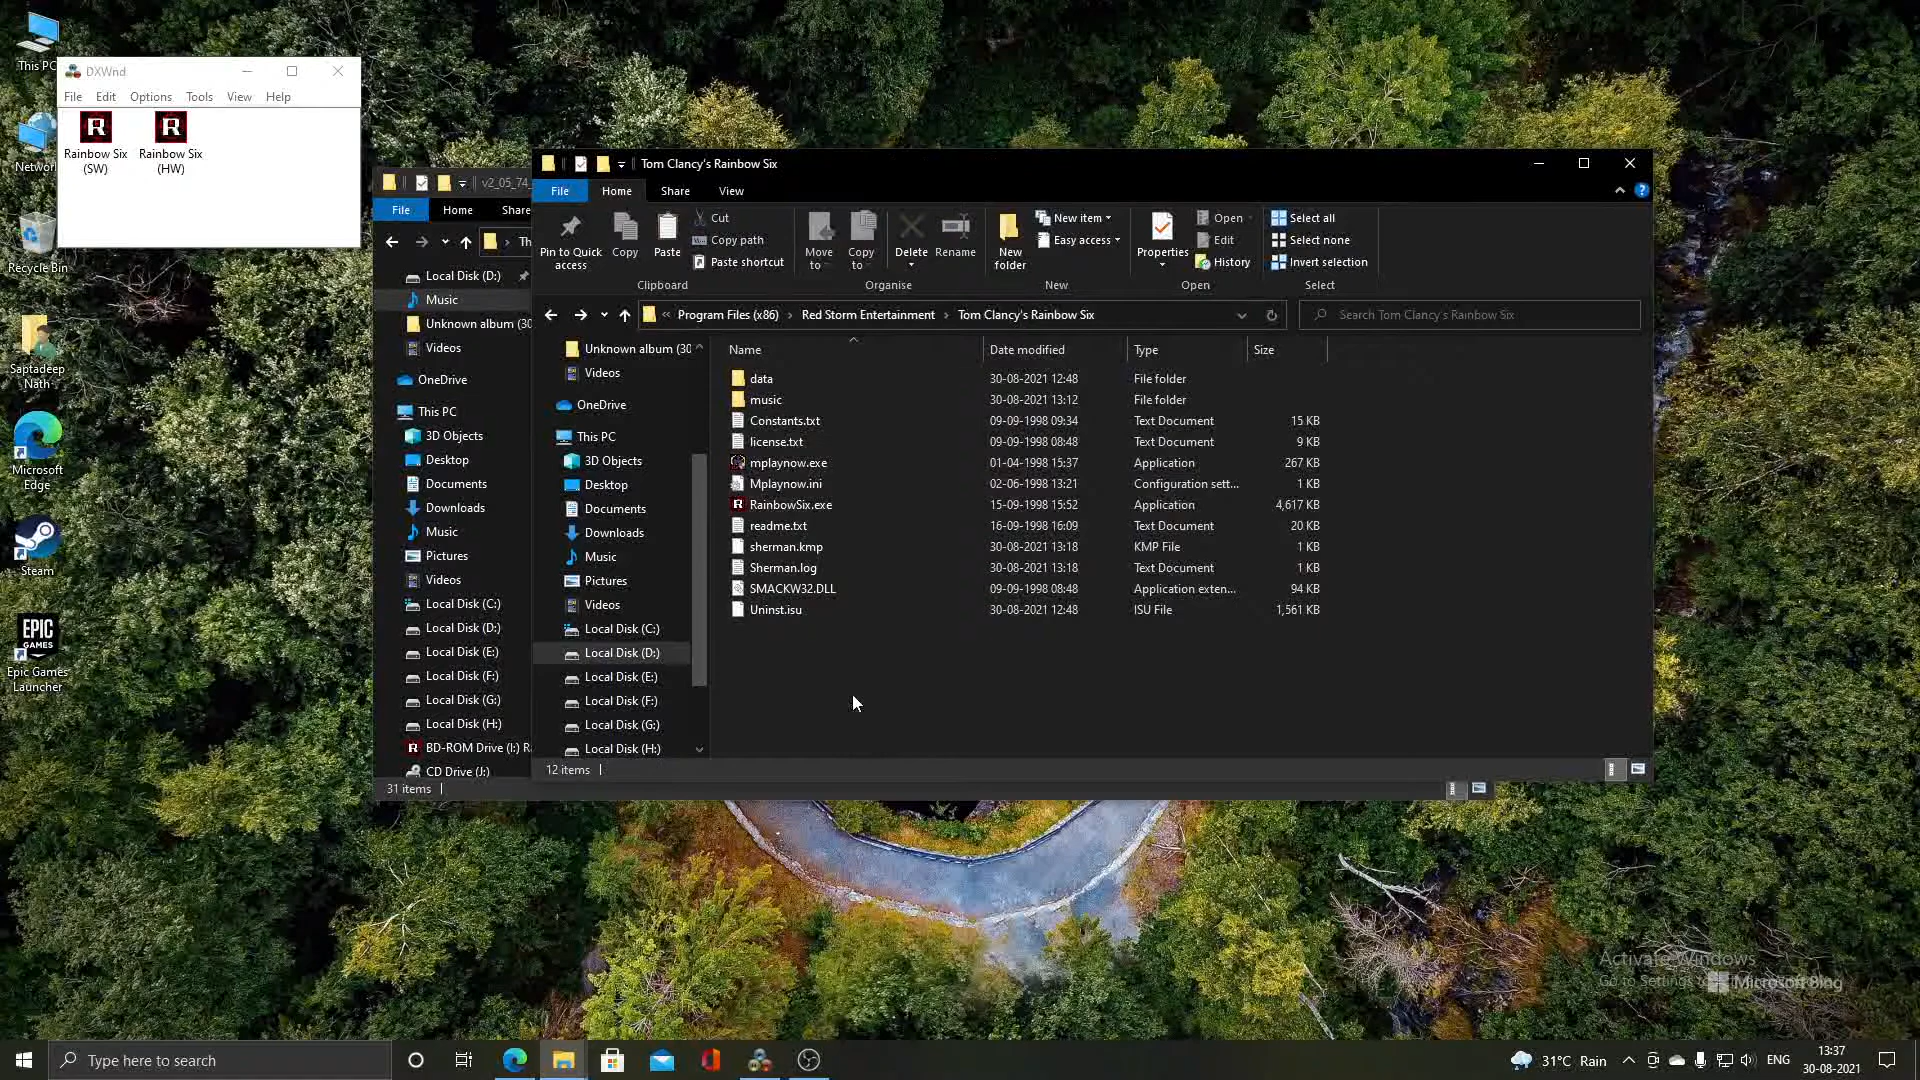 This PC
Network
Recycle Bin
Saptadeep
Nath
Microsoft
Edge
Steam
EPIC
GAMES
Epic Games
Launcher
DXWnd
File Edit Options Tools View Help
Rainbow Six
(SW)
Rainbow Six
(HW)
v2_05_74_
File Home Share
Th
Local Disk (D:)
Music
Unknown album (30
Videos
OneDrive
This PC
3D Objects
Desktop
Documents
Downloads
Music
Pictures
Videos
Local Disk (C:)
Local Disk (D:)
Local Disk (E:)
Local Disk (F:)
Local Disk (G:)
Local Disk (H:)
BD-ROM Drive (I:) R
CD Drive (J:)
31 items
Tom Clancy's Rainbow Six
File Home Share View
Pin to Quick
access
Copy
Paste
Cut
Copy path
Paste shortcut
Clipboard
Move
to
Copy
to
Delete
Rename
Organise
New
folder
New item
Easy access
New
Properties
Open
Edit
History
Open
Select all
Select none
Invert selection
Select
« Program Files (x86) › Red Storm Entertainment › Tom Clancy's Rainbow Six
Search Tom Clancy's Rainbow Six
Unknown album (30
Videos
OneDrive
This PC
3D Objects
Desktop
Documents
Downloads
Music
Pictures
Videos
Local Disk (C:)
Local Disk (D:)
Local Disk (E:)
Local Disk (F:)
Local Disk (G:)
Local Disk (H:)
Name Date modified Type Size
data 30-08-2021 12:48 File folder
music 30-08-2021 13:12 File folder
Constants.txt 09-09-1998 09:34 Text Document 15 KB
license.txt 09-09-1998 08:48 Text Document 9 KB
mplaynow.exe 01-04-1998 15:37 Application 267 KB
Mplaynow.ini 02-06-1998 13:21 Configuration sett... 1 KB
RainbowSix.exe 15-09-1998 15:52 Application 4,617 KB
readme.txt 16-09-1998 16:09 Text Document 20 KB
sherman.kmp 30-08-2021 13:18 KMP File 1 KB
Sherman.log 30-08-2021 13:18 Text Document 1 KB
SMACKW32.DLL 09-09-1998 08:48 Application exten... 94 KB
Uninst.isu 30-08-2021 12:48 ISU File 1,561 KB
12 items
Activate Windows
Go to Settings
Microsoft Bing
Type here to search
31°C Rain
ENG
13:37
30-08-2021